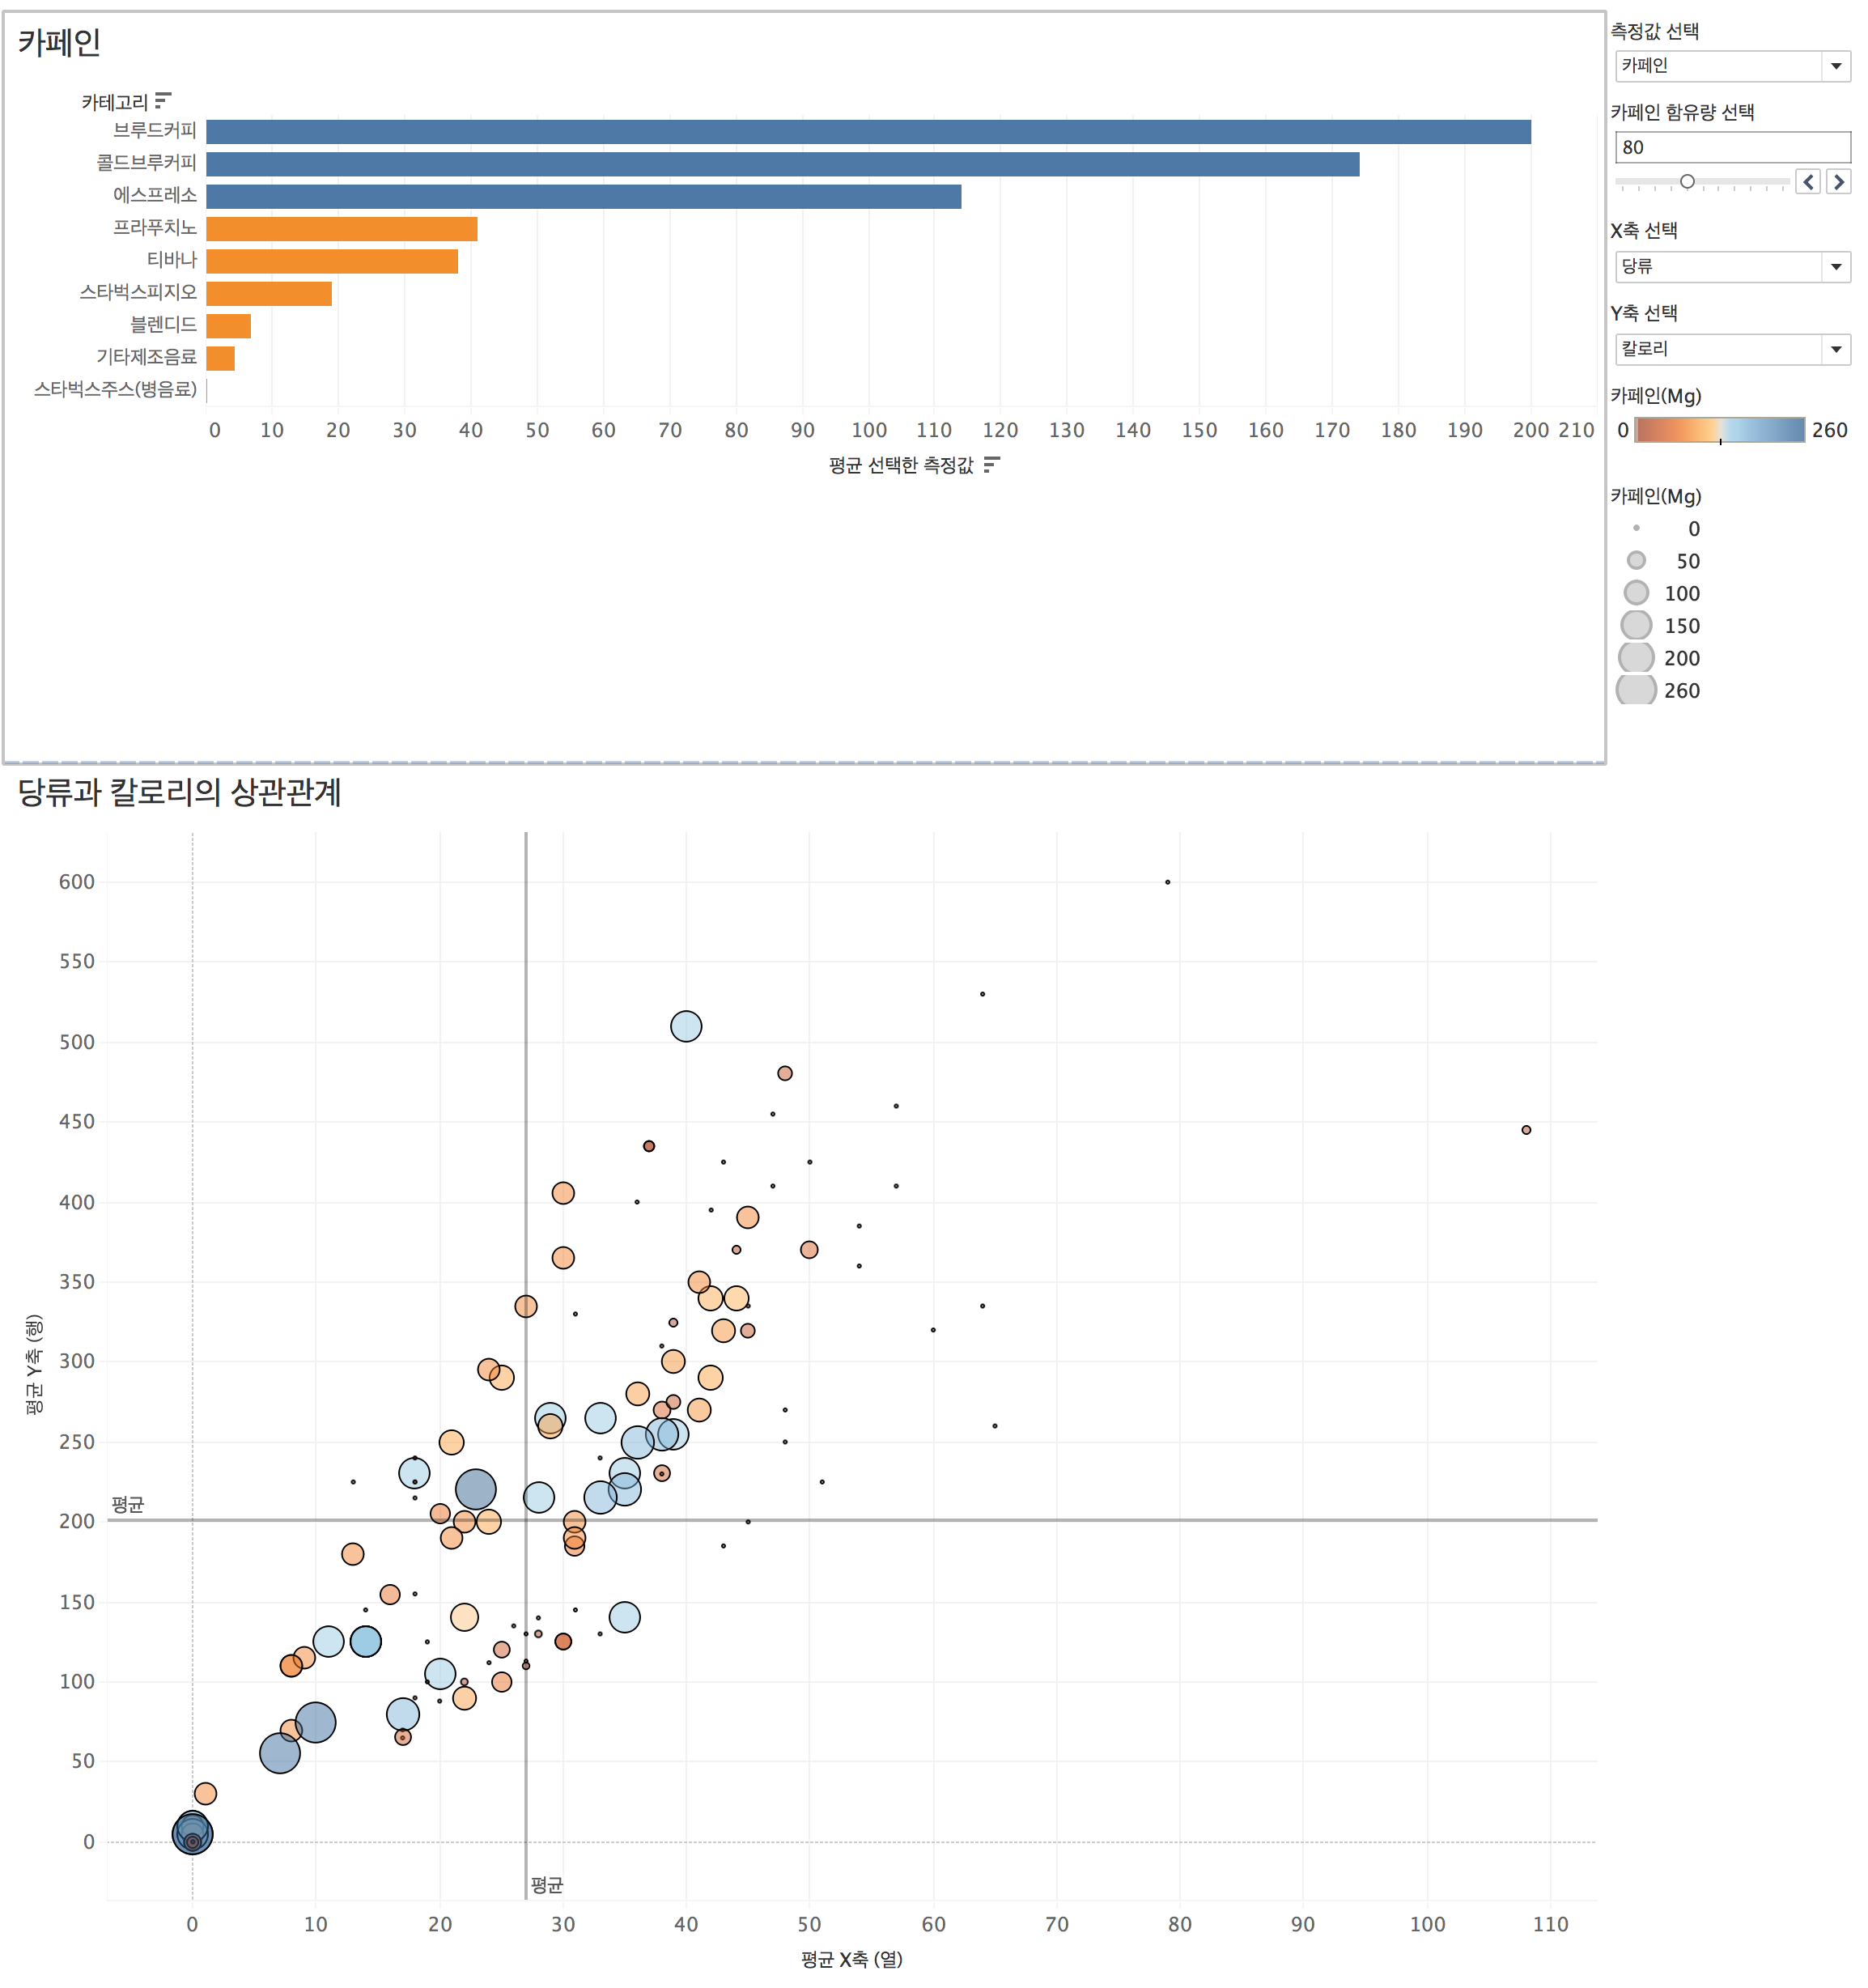 카페인
카테고리
브루드커피
콜드브루커피
에스프레소
프라푸치노
티바나
스타벅스피지오
블렌디드
기타제조음료
스타벅스주스(병음료)
0 10 20 30 40 50 60 70 80 90 100 110 120 130 140 150 160 170 180 190 200 210
평균 선택한 측정값
측정값 선택
카페인
카페인 함유량 선택
80
X축 선택
당류
Y축 선택
칼로리
카페인(Mg)
0 260
카페인(Mg)
0
50
100
150
200
260
당류과 칼로리의 상관관계
600
550
500
450
400
350
300
250
200
150
100
50
0
평균 Y축 (행)
평균
평균
0 10 20 30 40 50 60 70 80 90 100 110
평균 X축 (열)